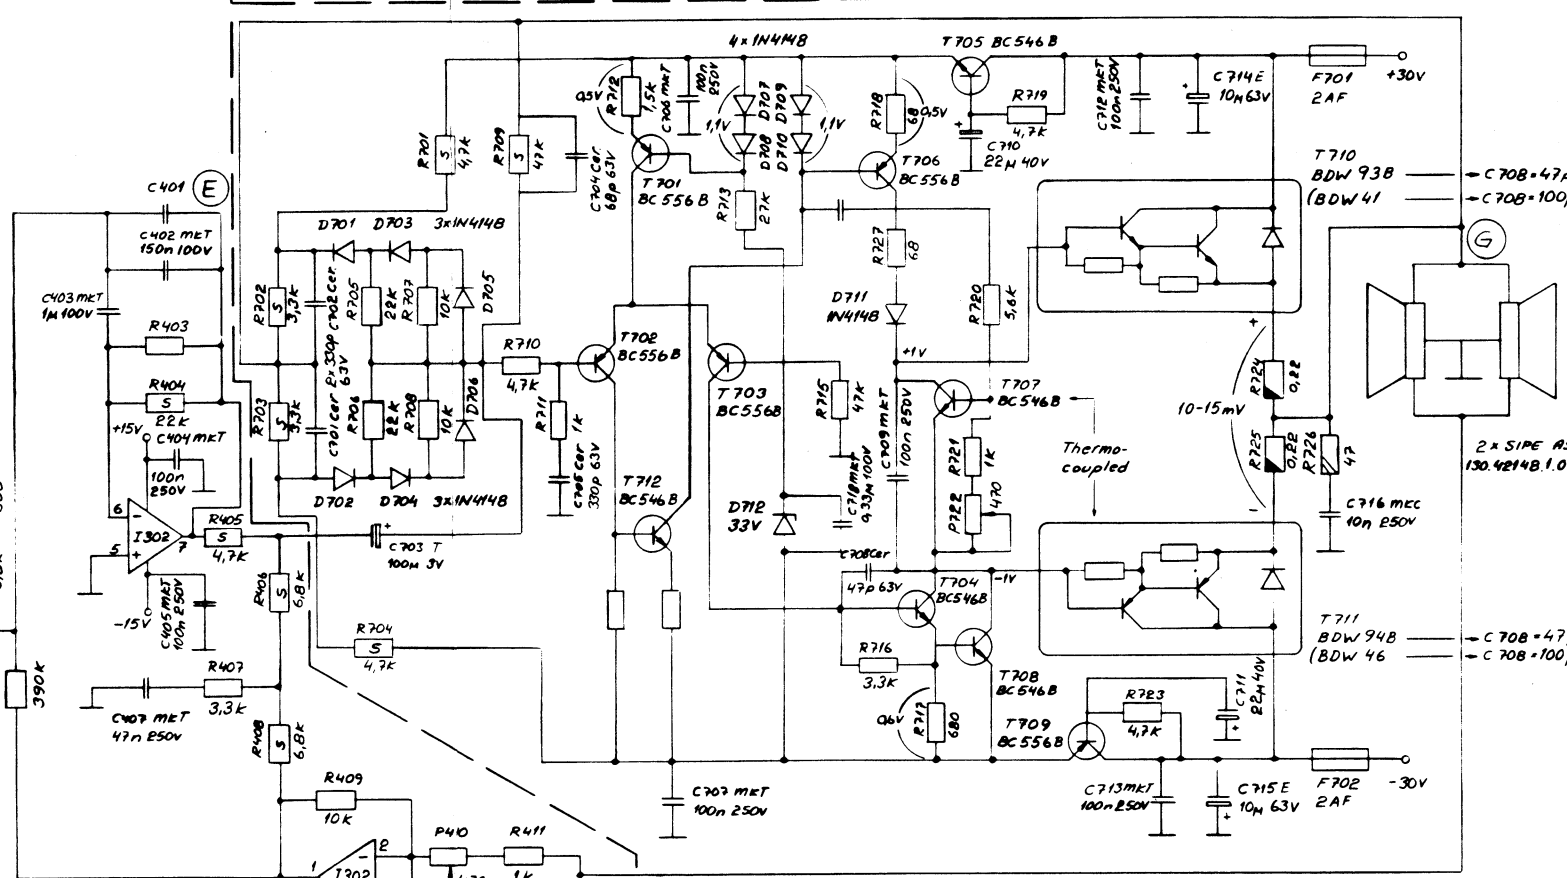 4x1N4148
T705 BC546B
R712
1,5K
0,5V
C706 MKT
100n
250V
D707
D709
D708
D710
1,1V
1,1V
R718
68
0,5V
R719
4,7K
C710
22µ 40V
C712 MKT
100n 250V
C714E
10µ 63V
F701
2AF
+30V
R701
4,7K
R709
47K
C704 Cer
68p 63V
T701
BC556B
T706
BC556B
R713
27K
T710
BDW 93B
(BDW 41
C708=47p
C708=100
C401
E
C402 MKT
150n 100V
D701
D703
3x1N4148
R727
68
G
C403 MKT
1µ 100V
R702
3,3K
C702 Cer.
2x330p
63V
R705
22K
R707
10K
D705
D711
1N4148
R720
5,6K
R403
R710
4,7K
T702
BC556B
+1V
+
R404
S
22K
R703
3,3K
C701 Cer
R706
22K
R708
10K
D706
R711
1K
T703
BC556B
R715
47K
C709 MKT
100n 250V
T707
BC546B
R724
0,22
10-15mV
R725
0,22
R726
47
2 x SIPE AS
130.4214B.1.0
+15V
C404 MKT
100n
250V
C705 Cer
330p 63V
Thermo-
coupled
R721
1K
D702
D704
3x1N4148
T712
BC546B
D712
33V
C718 MKT
0,33µ 100V
P722
470
-
C716 MKC
10n 250V
6
-
I302
5
+
7
R405
S
4,7K
C703 T
100µ 3V
+
C708Cer
47p 63V
-1V
T704
BC546B
-15V
C405 MKT
100n 250V
R406
6,8K
R704
S
4,7K
R716
3,3K
T708
BC546B
T711
BDW 94B
(BDW 46
C708=47
C708=100
390K
R407
3,3K
C407 MKT
47n 250V
R408
6,8K
0,6V
R717
680
T709
BC556B
R723
4,7K
C711
22µ 40V
R409
10K
C707 MKT
100n 250V
C713 MKT
100n 250V
C715E
10µ 63V
F702
2AF
-30V
P410
R411
1K
1
I302
-
2